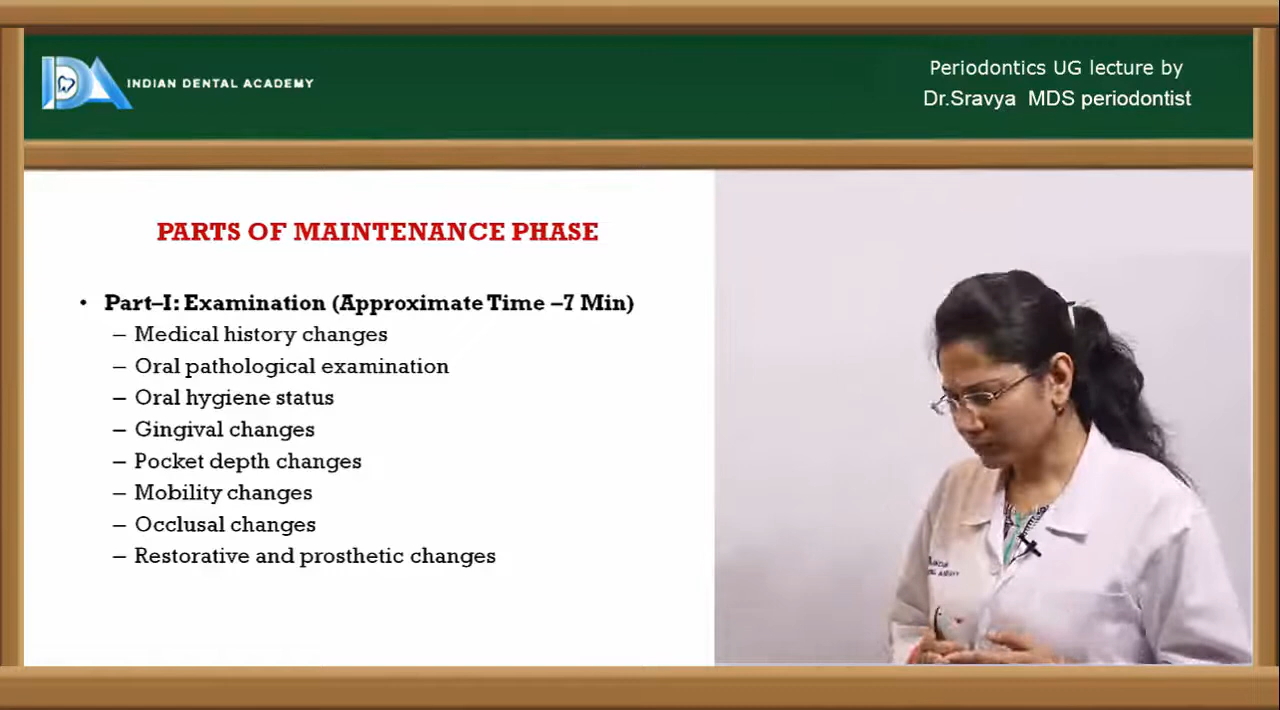 IDA INDIAN DENTAL ACADEMY
Periodontics UG lecture by
Dr.Sravya MDS periodontist
PARTS OF MAINTENANCE PHASE
• Part–I: Examination (Approximate Time –7 Min)
– Medical history changes
– Oral pathological examination
– Oral hygiene status
– Gingival changes
– Pocket depth changes
– Mobility changes
– Occlusal changes
– Restorative and prosthetic changes